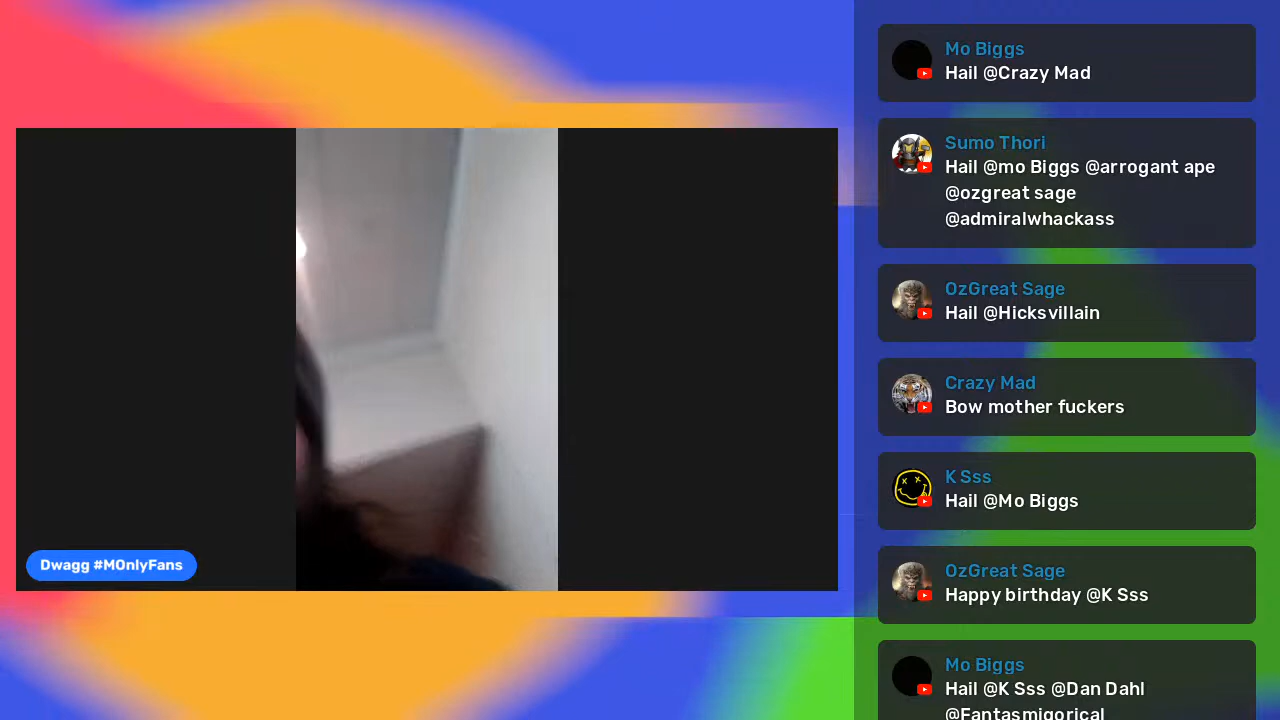 Dwagg #MOnlyFans
Mo Biggs
Hail @Crazy Mad
Sumo Thori
Hail @mo Biggs @arrogant ape
@ozgreat sage
@admiralwhackass
OzGreat Sage
Hail @Hicksvillain
Crazy Mad
Bow mother fuckers
K Sss
Hail @Mo Biggs
OzGreat Sage
Happy birthday @K Sss
Mo Biggs
Hail @K Sss @Dan Dahl
@Fantasmigorical